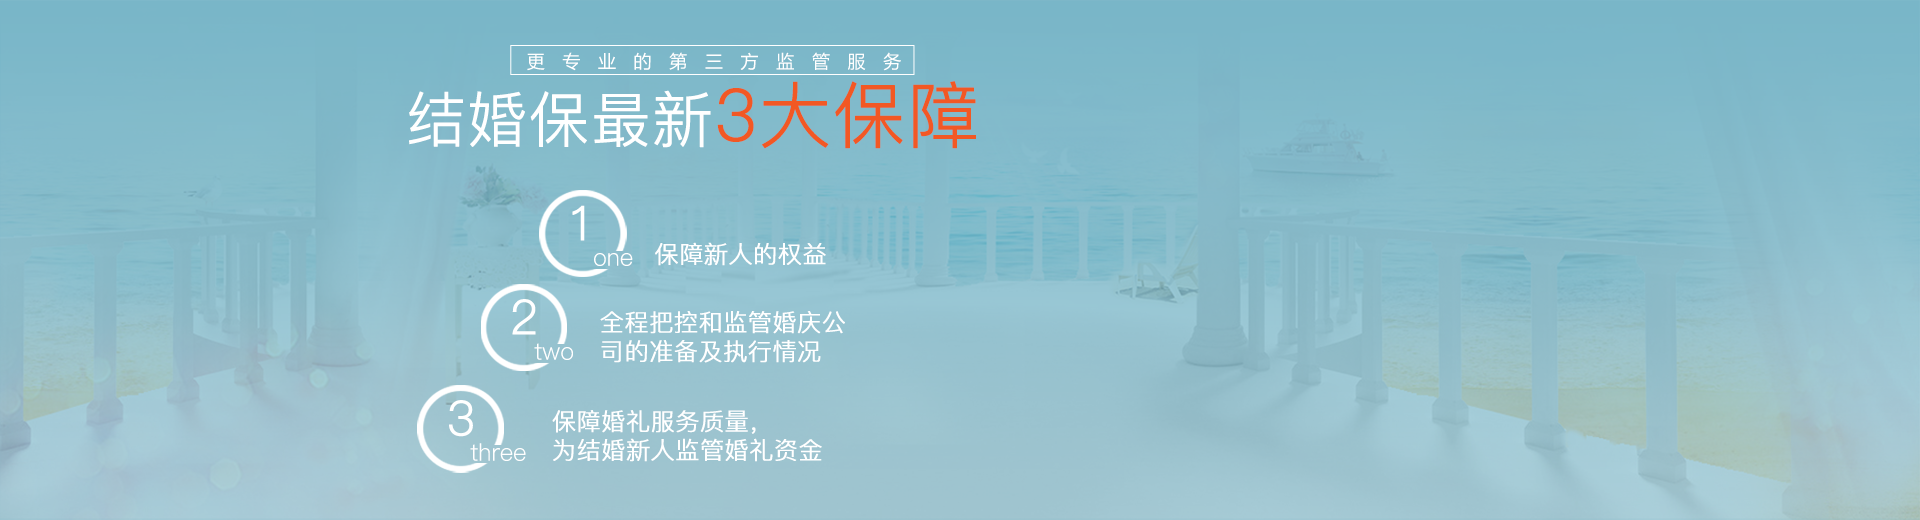 更专业的第三方监管服务
结婚保最新3大保障
1
one
保障新人的权益
2
two
全程把控和监管婚庆公
司的准备及执行情况
3
three
保障婚礼服务质量，
为结婚新人监管婚礼资金